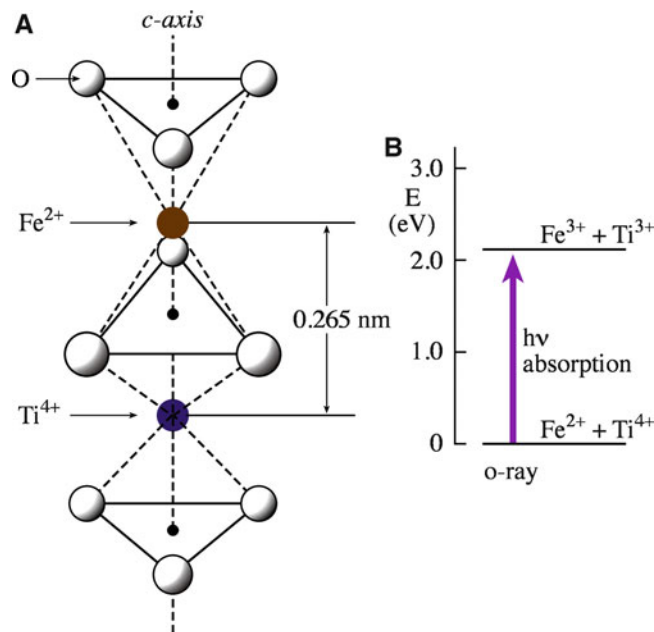 A
c-axis
O
Fe²⁺
0.265 nm
Ti⁴⁺
B
3.0
E
(eV)
Fe³⁺ + Ti³⁺
2.0
hν
absorption
1.0
Fe²⁺ + Ti⁴⁺
0
o-ray